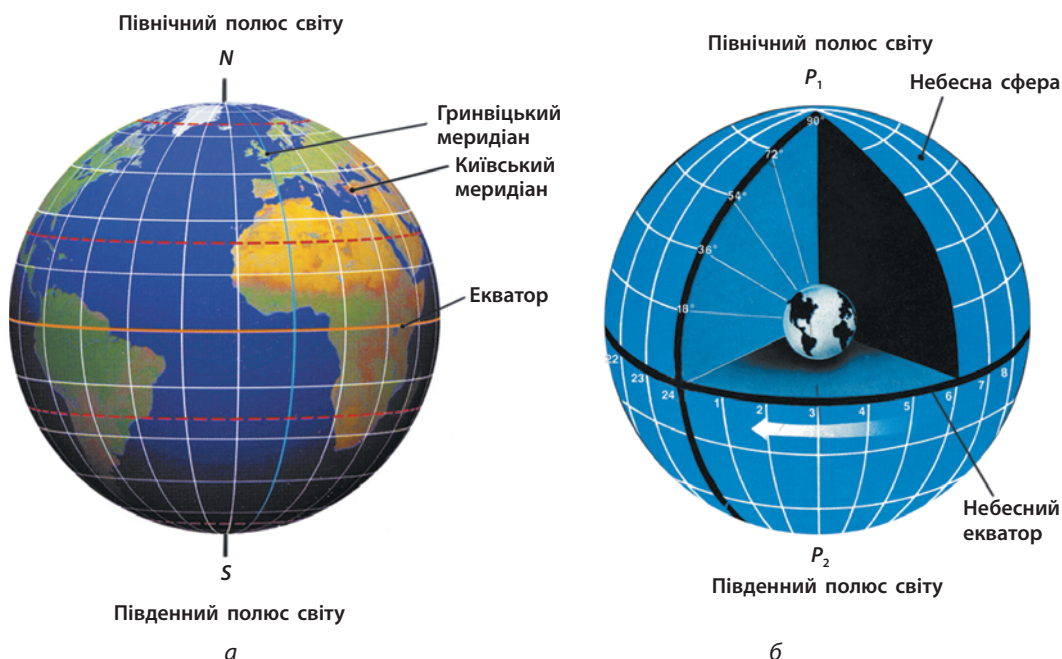 Північний полюс світу
N
Гринвіцький
меридіан
Київський
меридіан
Екватор
S
Південний полюс світу
а
Північний полюс світу
P₁
Небесна сфера
90°
72°
54°
36°
18°
22
23
24
1
2
3
4
5
6
7
8
Небесний
екватор
P₂
Південний полюс світу
б